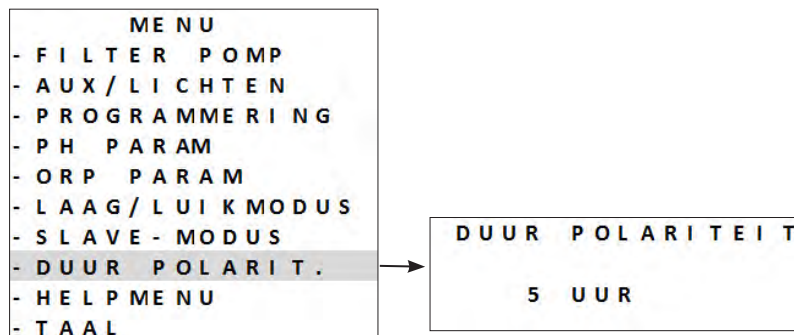 MENU
- FILTER POMP
- AUX/LICHTEN
- PROGRAMMERING
- PH PARAM
- ORP PARAM
- LAAG/LUIKMODUS
- SLAVE-MODUS
- DUUR POLARIT.
- HELPMENU
- TAAL
DUUR POLARITEIT
5 UUR